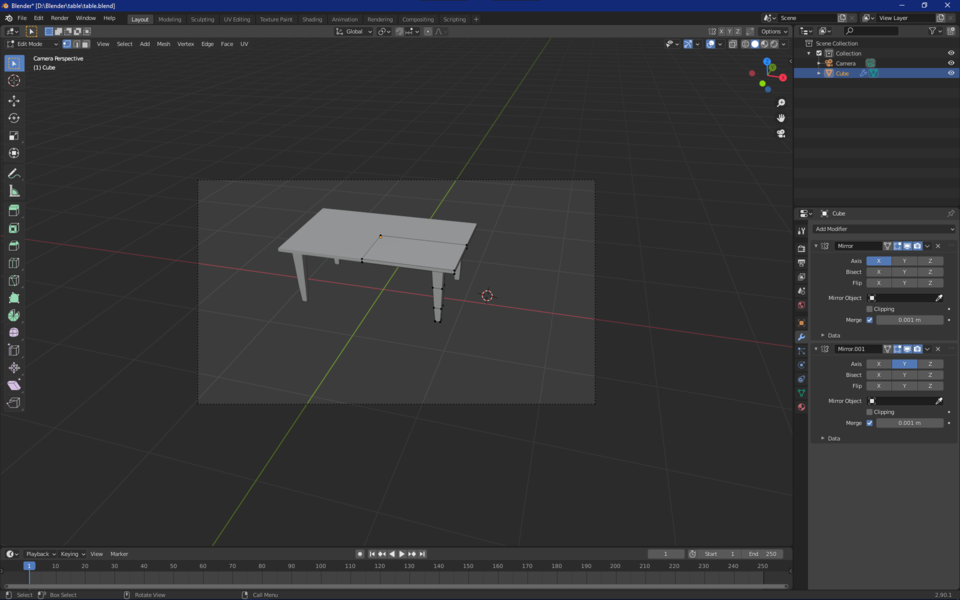 Blender* [D:\Blender\table\table.blend]
File Edit Render Window Help Layout Modeling Sculpting UV Editing Texture Paint Shading Animation Rendering Compositing Scripting + Scene View Layer
Global X Y Z Options
Edit Mode View Select Add Mesh Vertex Edge Face UV
Camera Perspective
(1) Cube
Z
Y
X
Scene Collection
Collection
Camera
Cube
Cube
Add Modifier
Mirror
Axis X Y Z
Bisect X Y Z
Flip X Y Z
Mirror Object
Clipping
Merge 0.001 m
Data
Mirror.001
Axis X Y Z
Bisect X Y Z
Flip X Y Z
Mirror Object
Clipping
Merge 0.001 m
Data
Playback Keying View Marker 1 Start 1 End 250
1 10 20 30 40 50 60 70 80 90 100 110 120 130 140 150 160 170 180 190 200 210 220 230 240 250
Select Box Select Rotate View Call Menu 2.90.1